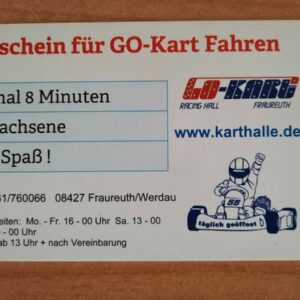 schein für GO-Kart Fahren
nal 8 Minuten
LO-KART
achsene
RACING HALL FRAUREUTH
Spaß !
www.karthalle.de
61/760066 08427 Fraureuth/Werdau
55
täglich geöffnet
eiten: Mo. - Fr. 16 - 00 Uhr Sa. 13 - 00
- 00 Uhr
ab 13 Uhr + nach Vereinbarung